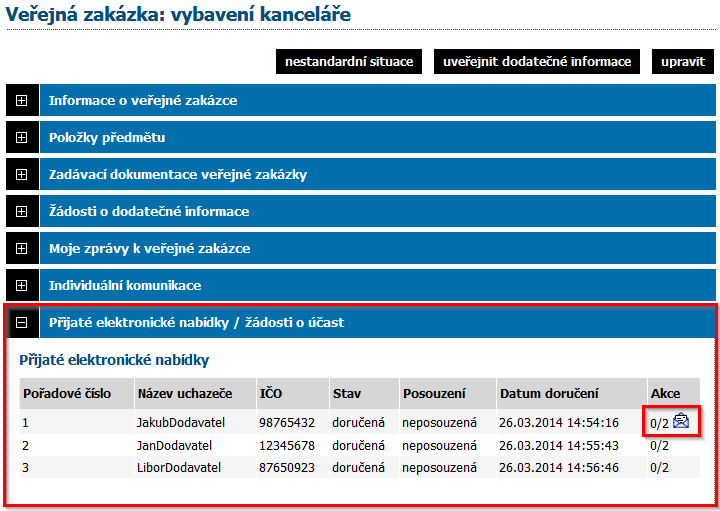 Veřejná zakázka: vybavení kanceláře
nestandardní situace uveřejnit dodatečné informace upravit
Informace o veřejné zakázce
Položky předmětu
Zadávací dokumentace veřejné zakázky
Žádosti o dodatečné informace
Moje zprávy k veřejné zakázce
Individuální komunikace
Přijaté elektronické nabídky / žádosti o účast
Přijaté elektronické nabídky
Pořadové číslo Název uchazeče IČO Stav Posouzení Datum doručení Akce
1 JakubDodavatel 98765432 doručená neposouzená 26.03.2014 14:54:16 0/2
2 JanDodavatel 12345678 doručená neposouzená 26.03.2014 14:55:43 0/2
3 LiborDodavatel 87650923 doručená neposouzená 26.03.2014 14:56:46 0/2